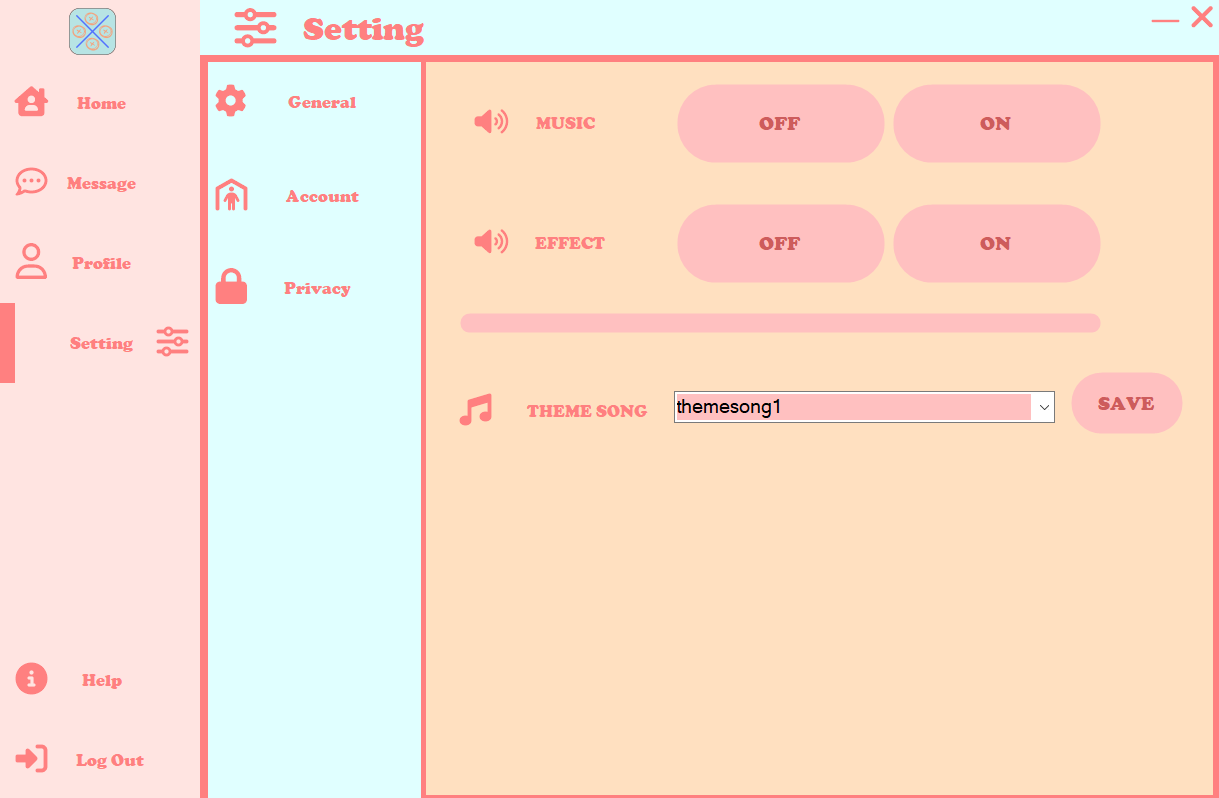 Setting
Home
Message
Profile
Setting
Help
Log Out
General
Account
Privacy
MUSIC OFF ON
EFFECT OFF ON
THEME SONG themesong1 SAVE